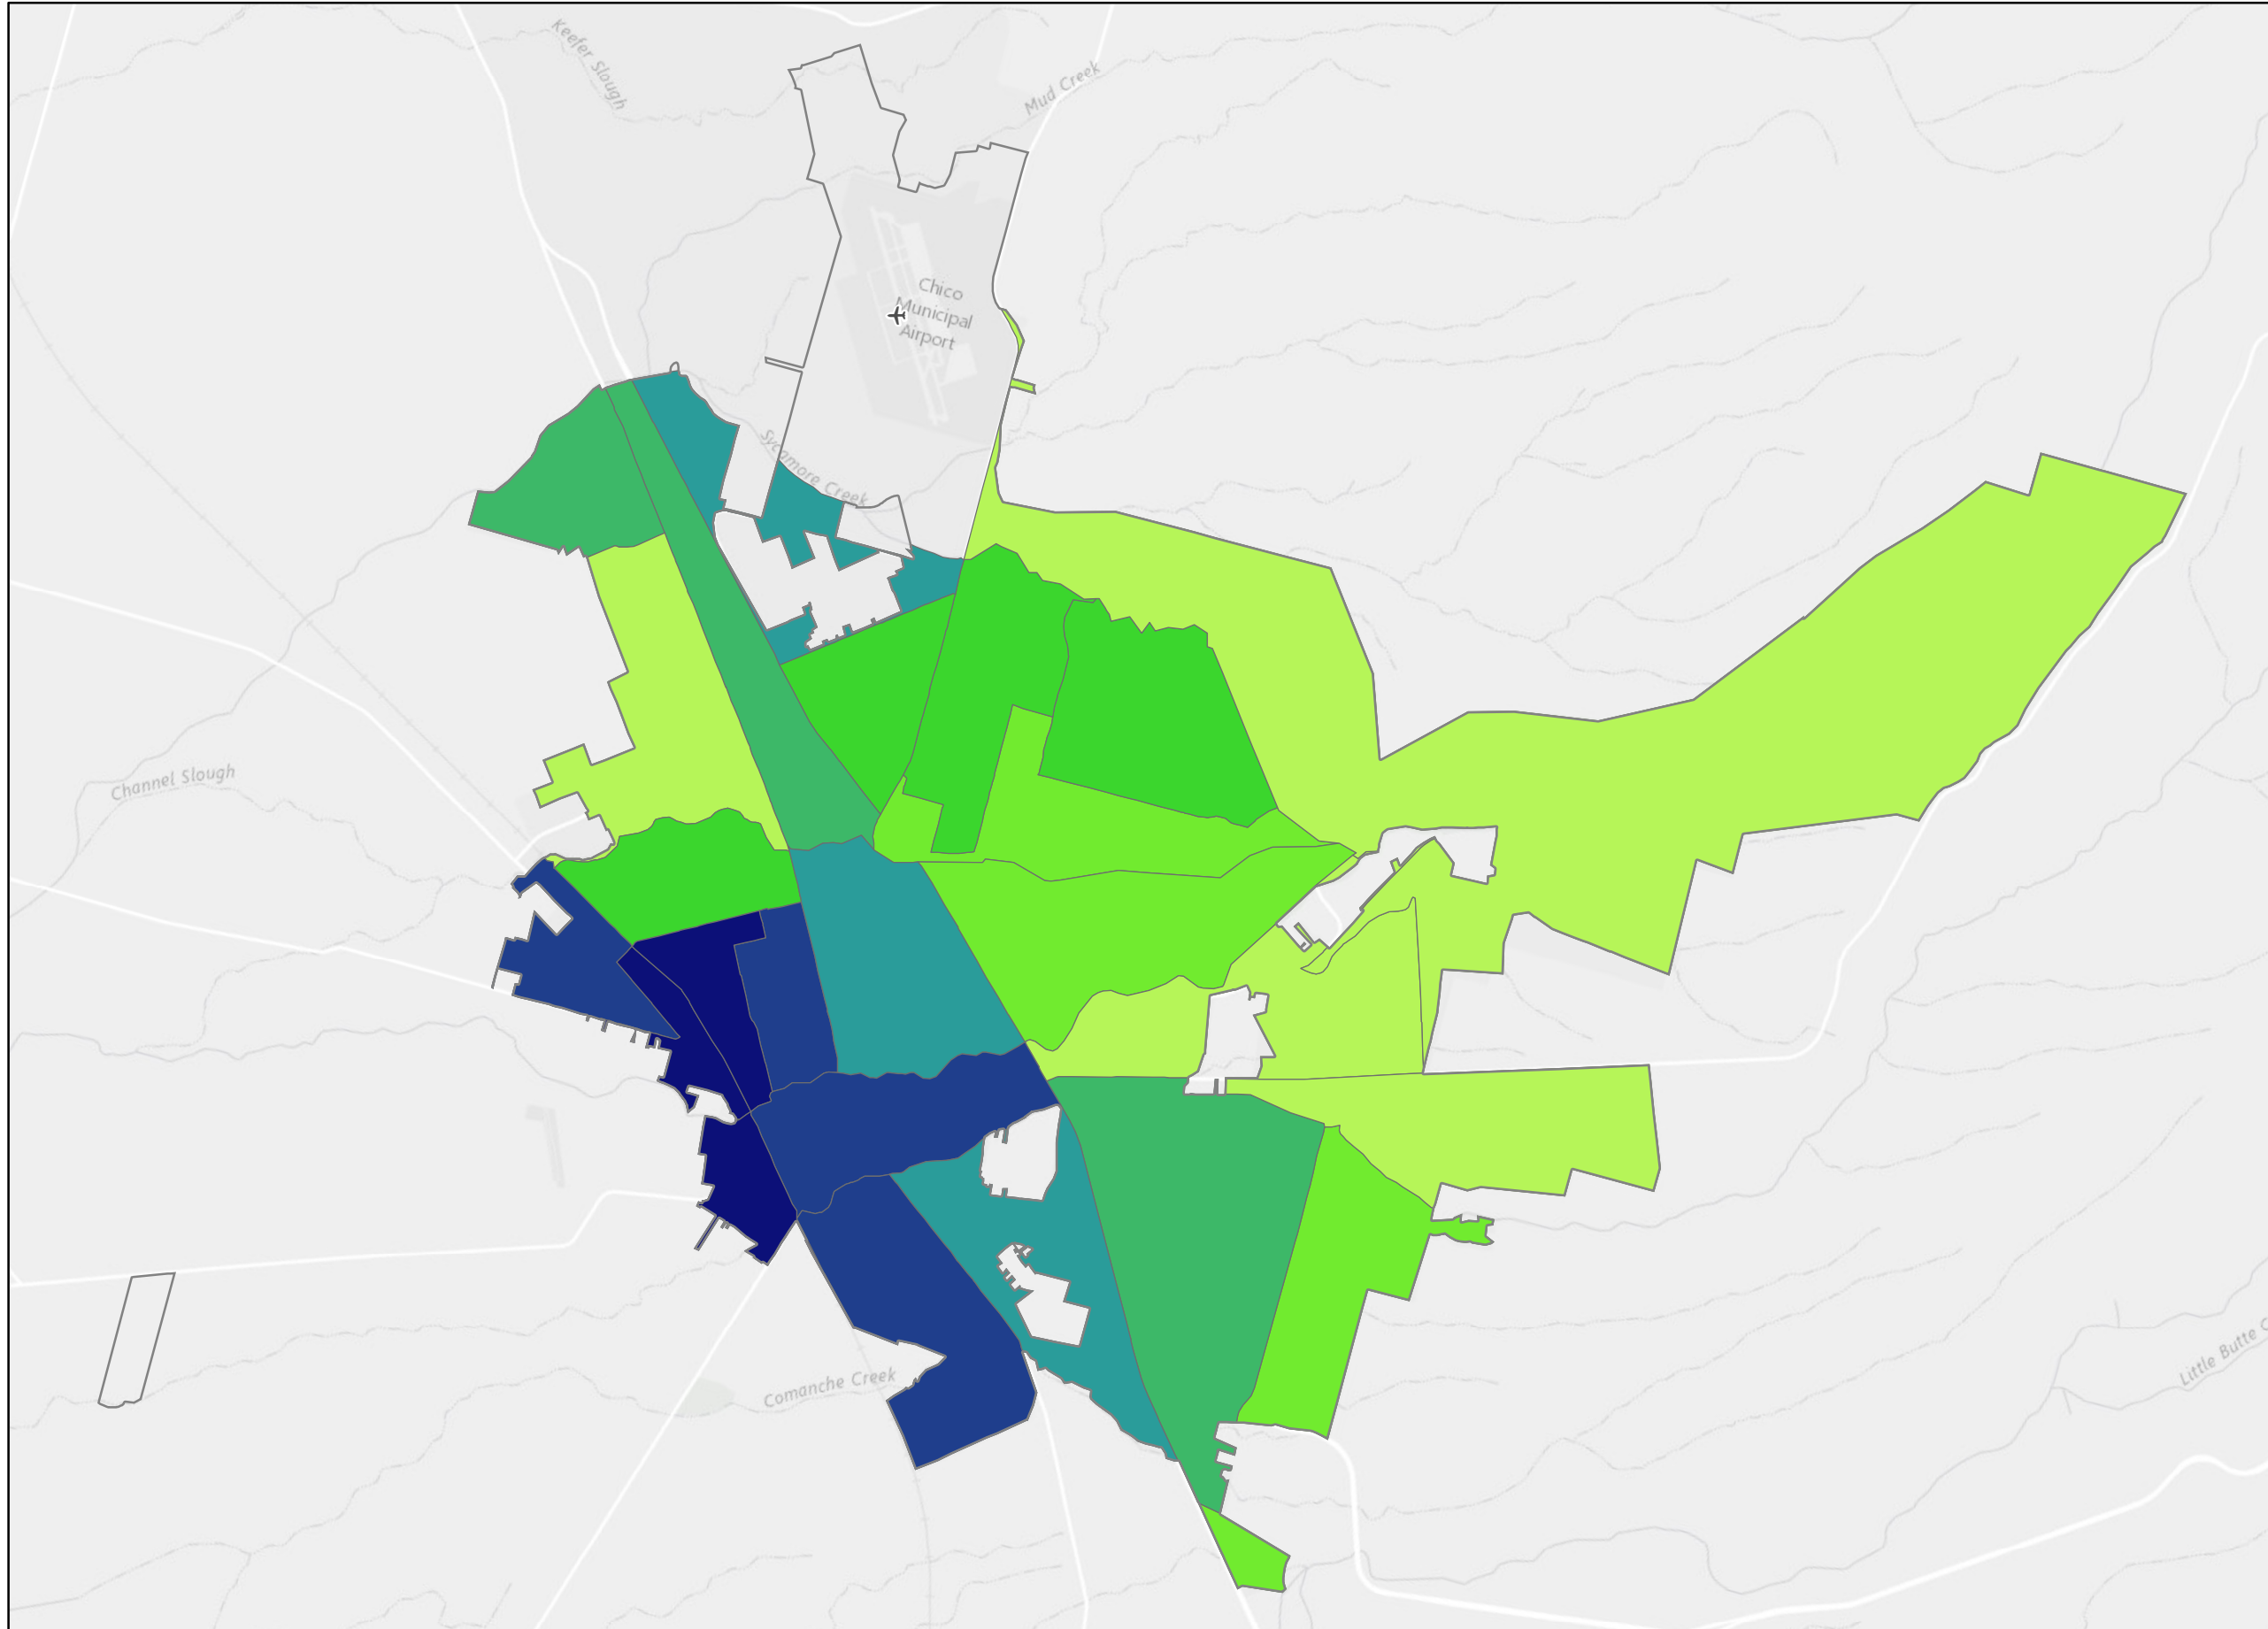 Keefer Slough
Mud Creek
Chico
Municipal
Airport
Sycamore Creek
Channel Slough
Comanche Creek
Little Butte C